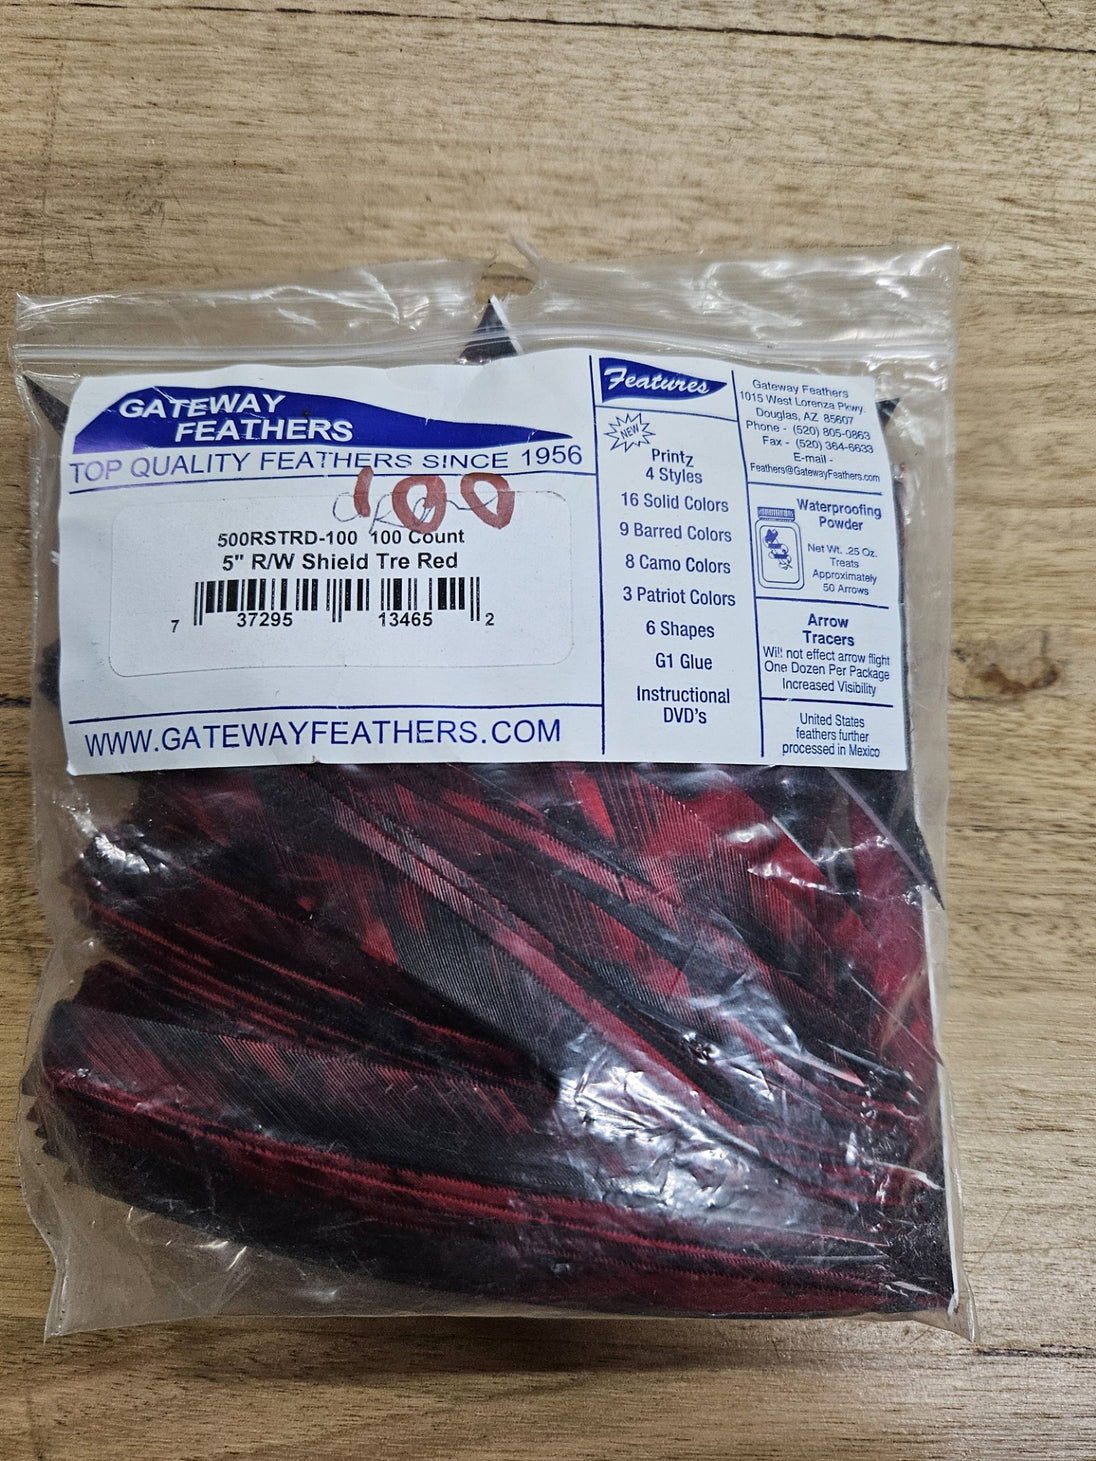 GATEWAY
FEATHERS
TOP QUALITY FEATHERS SINCE 1956
100
500RSTRD-100 100 Count
5" R/W Shield Tre Red
7 37295 13465 2
WWW.GATEWAYFEATHERS.COM
Features
NEW
Printz
4 Styles
16 Solid Colors
9 Barred Colors
8 Camo Colors
3 Patriot Colors
6 Shapes
G1 Glue
Instructional
DVD's
Gateway Feathers
1015 West Lorenza Pkwy.
Douglas, AZ 85607
Phone - (520) 805-0863
Fax - (520) 364-6633
E-mail -
Feathers@GatewayFeathers.com
Waterproofing
Powder
Net Wt. .25 Oz.
Treats
Approximately
50 Arrows
Arrow
Tracers
Will not effect arrow flight
One Dozen Per Package
Increased Visibility
United States
feathers further
processed in Mexico